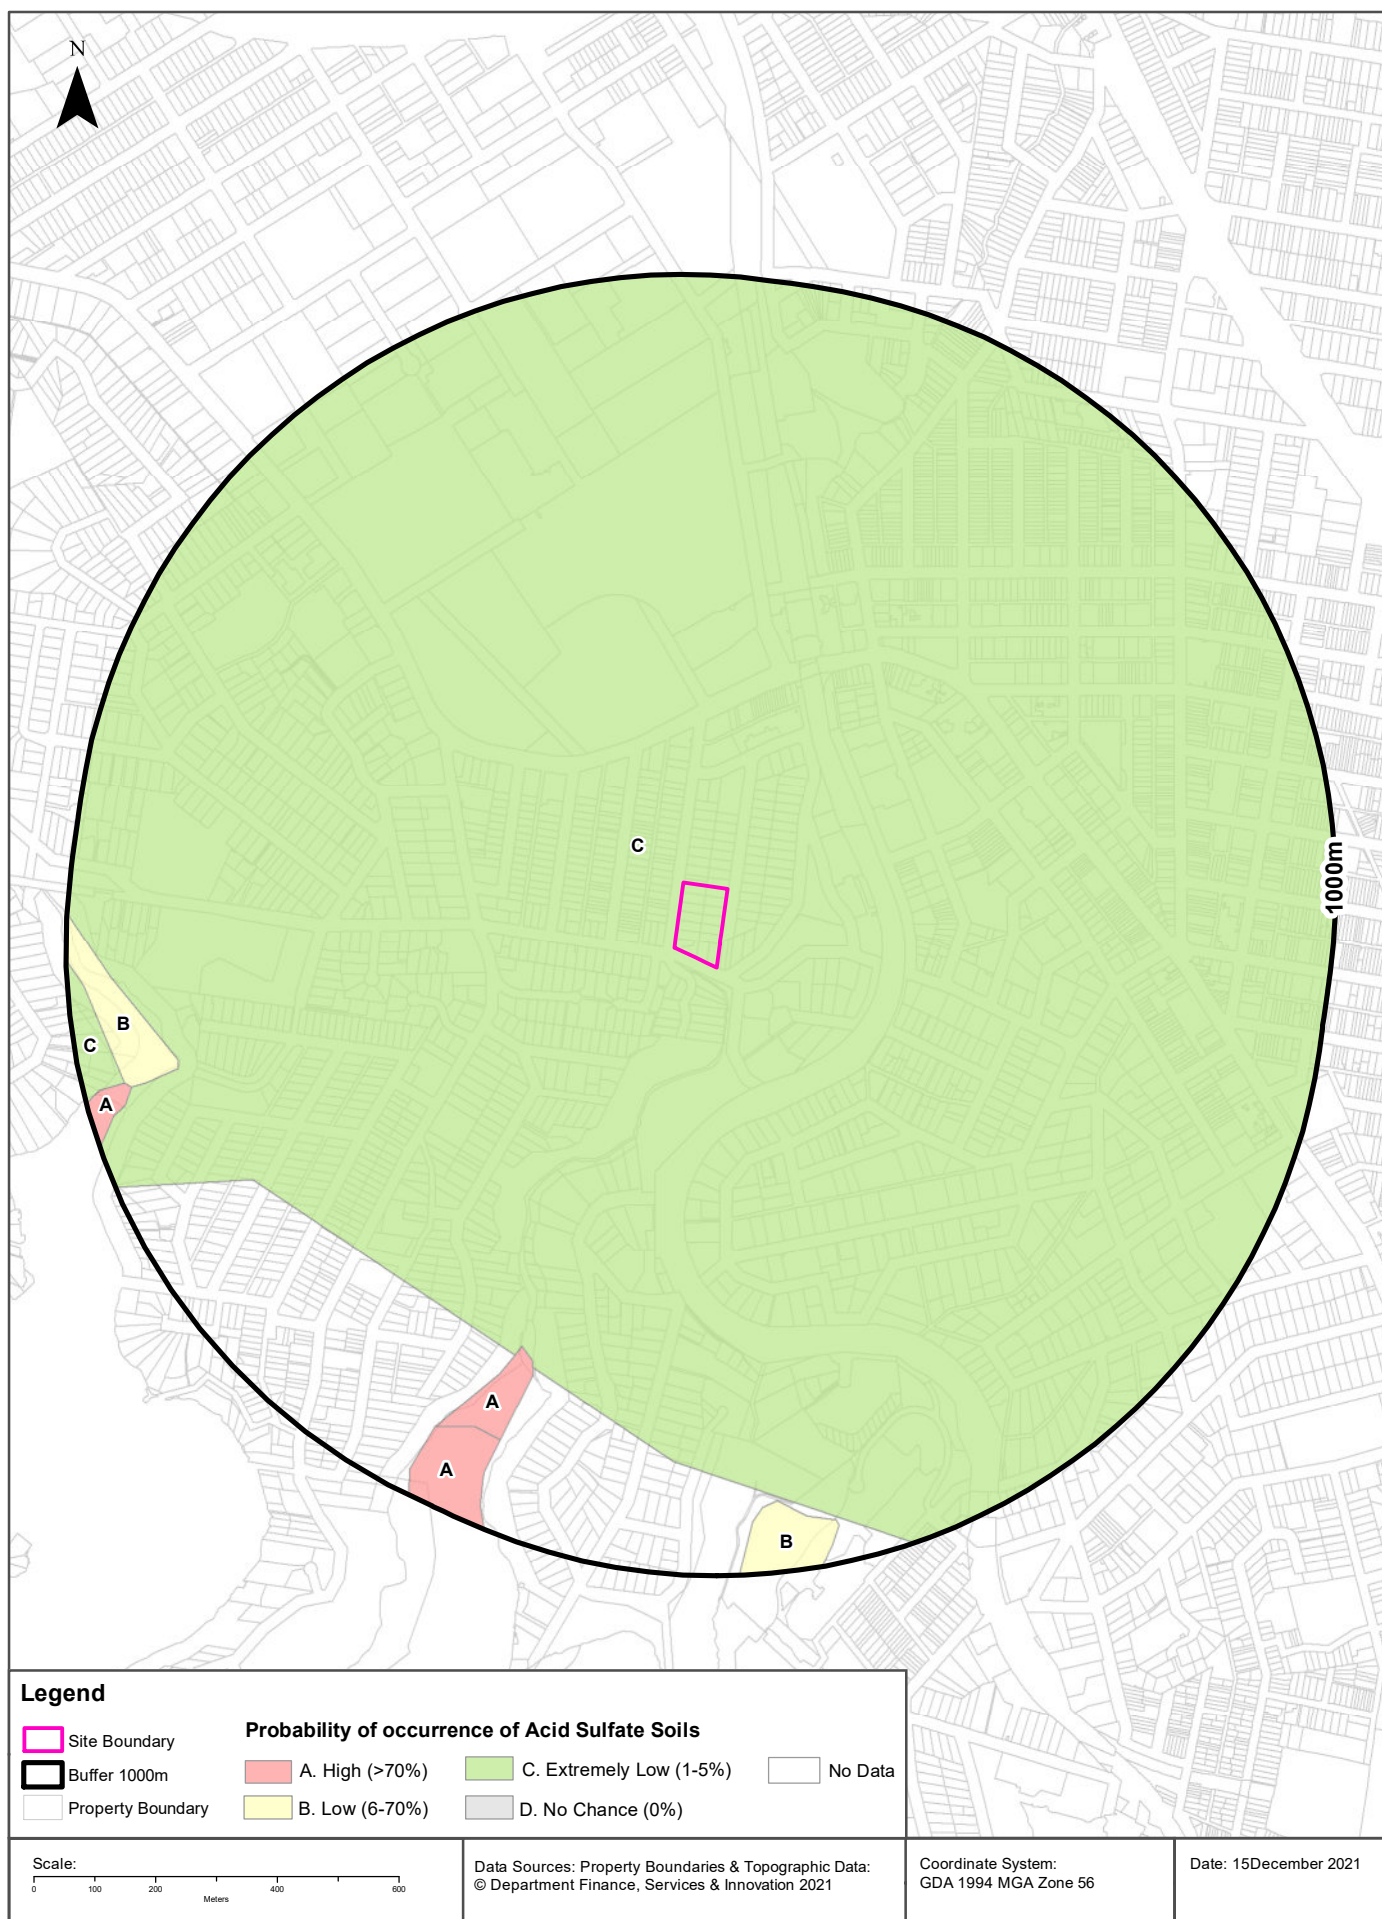 N
C
1000m
B
C
A
A
A
B
Legend
Site Boundary
Buffer 1000m
Property Boundary
Probability of occurrence of Acid Sulfate Soils
A. High (>70%)
B. Low (6-70%)
C. Extremely Low (1-5%)
D. No Chance (0%)
No Data
Scale:
0 100 200 400 600
Meters
Data Sources: Property Boundaries & Topographic Data:
© Department Finance, Services & Innovation 2021
Coordinate System:
GDA 1994 MGA Zone 56
Date: 15December 2021